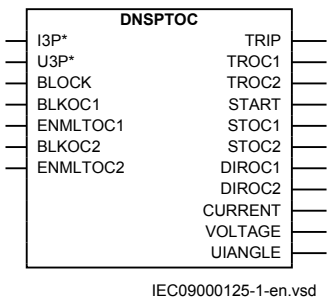 DNSPTOC
I3P* TRIP
U3P* TROC1
BLOCK TROC2
BLKOC1 START
ENMLTOC1 STOC1
BLKOC2 STOC2
ENMLTOC2 DIROC1
DIROC2
CURRENT
VOLTAGE
UIANGLE
IEC09000125-1-en.vsd